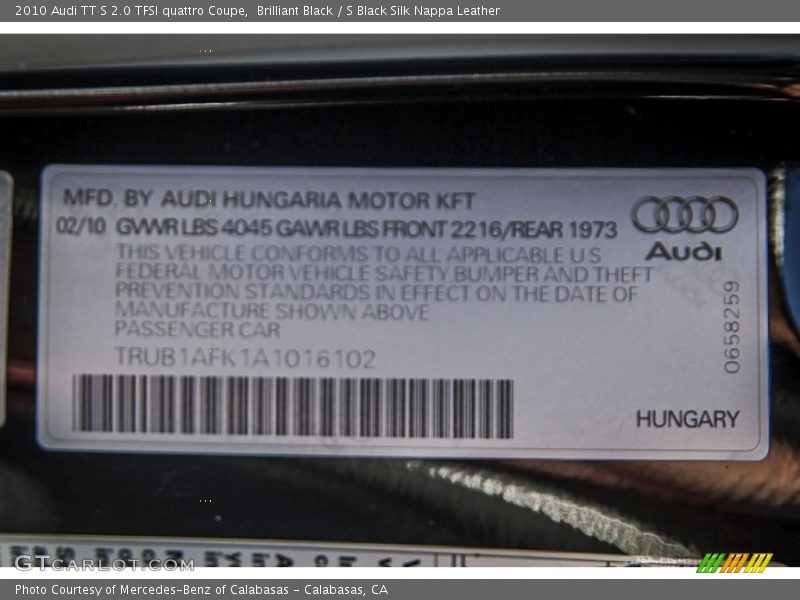 2010 Audi TT S 2.0 TFSI quattro Coupe,  Brilliant Black / S Black Silk Nappa Leather
MFD. BY AUDI HUNGARIA MOTOR KFT
02/10 GVWR LBS 4045 GAWR LBS FRONT 2216/REAR 1973
THIS VEHICLE CONFORMS TO ALL APPLICABLE U S
FEDERAL MOTOR VEHICLE SAFETY BUMPER AND THEFT
PREVENTION STANDARDS IN EFFECT ON THE DATE OF
MANUFACTURE SHOWN ABOVE
PASSENGER CAR
TRUB1AFK1A1016102
Audi
0658259
HUNGARY
GTCARLOT.COM
Photo Courtesy of Mercedes-Benz of Calabasas - Calabasas, CA